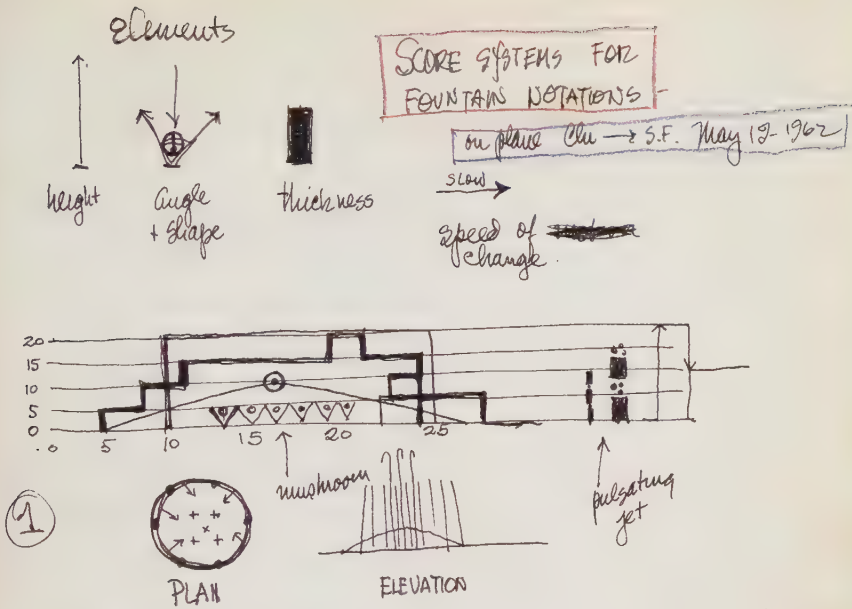 Elements
SCORE SYSTEMS FOR
FOUNTAIN NOTATIONS -
on plane Chi → S.F. May 19-1962
height
angle
+ shape
thickness
SLOW
speed of
change.
20
15
10
5
0
.0 5 10 15 20 25
mushroom
pulsating
jet
1
PLAN
ELEVATION